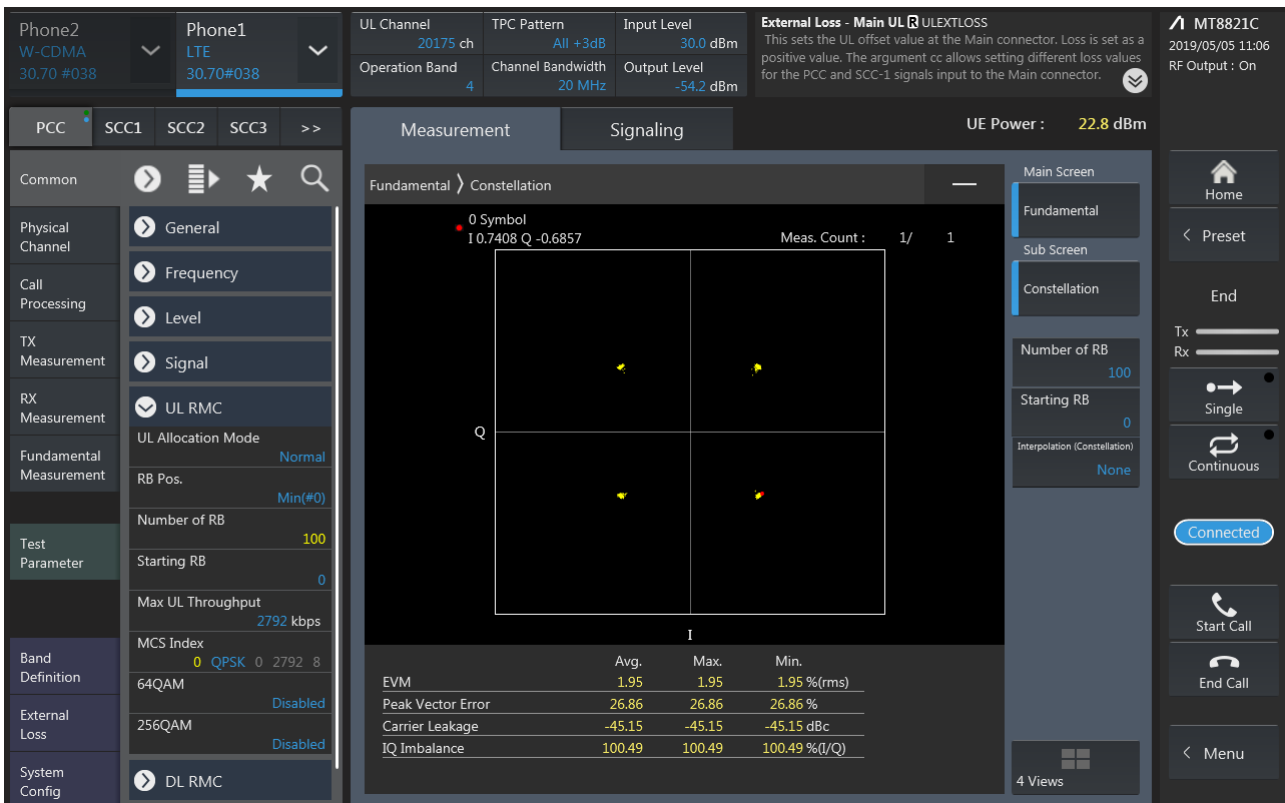 Phone2
W-CDMA
30.70 #038
Phone1
LTE
30.70#038
UL Channel
20175 ch
Operation Band
4
TPC Pattern
All +3dB
Channel Bandwidth
20 MHz
Input Level
30.0 dBm
Output Level
-54.2 dBm
External Loss - Main UL R ULEXTLOSS
This sets the UL offset value at the Main connector. Loss is set as a
positive value. The argument cc allows setting different loss values
for the PCC and SCC-1 signals input to the Main connector.
MT8821C
2019/05/05 11:06
RF Output : On
PCC SCC1 SCC2 SCC3 >>
Measurement
Signaling
UE Power : 22.8 dBm
Common
Physical
Channel
Call
Processing
TX
Measurement
RX
Measurement
Fundamental
Measurement
Test
Parameter
Band
Definition
External
Loss
System
Config
General
Frequency
Level
Signal
UL RMC
UL Allocation Mode
Normal
RB Pos.
Min(#0)
Number of RB
100
Starting RB
0
Max UL Throughput
2792 kbps
MCS Index
0 QPSK 0 2792 8
64QAM
Disabled
256QAM
Disabled
DL RMC
Fundamental 〉 Constellation
0 Symbol
I 0.7408 Q -0.6857
Meas. Count : 1/ 1
Q
I
Avg. Max. Min.
EVM 1.95 1.95 1.95 %(rms)
Peak Vector Error 26.86 26.86 26.86 %
Carrier Leakage -45.15 -45.15 -45.15 dBc
IQ Imbalance 100.49 100.49 100.49 %(I/Q)
Main Screen
Fundamental
Sub Screen
Constellation
Number of RB
100
Starting RB
0
Interpolation (Constellation)
None
4 Views
Home
< Preset
End
Tx
Rx
Single
Continuous
Connected
Start Call
End Call
< Menu